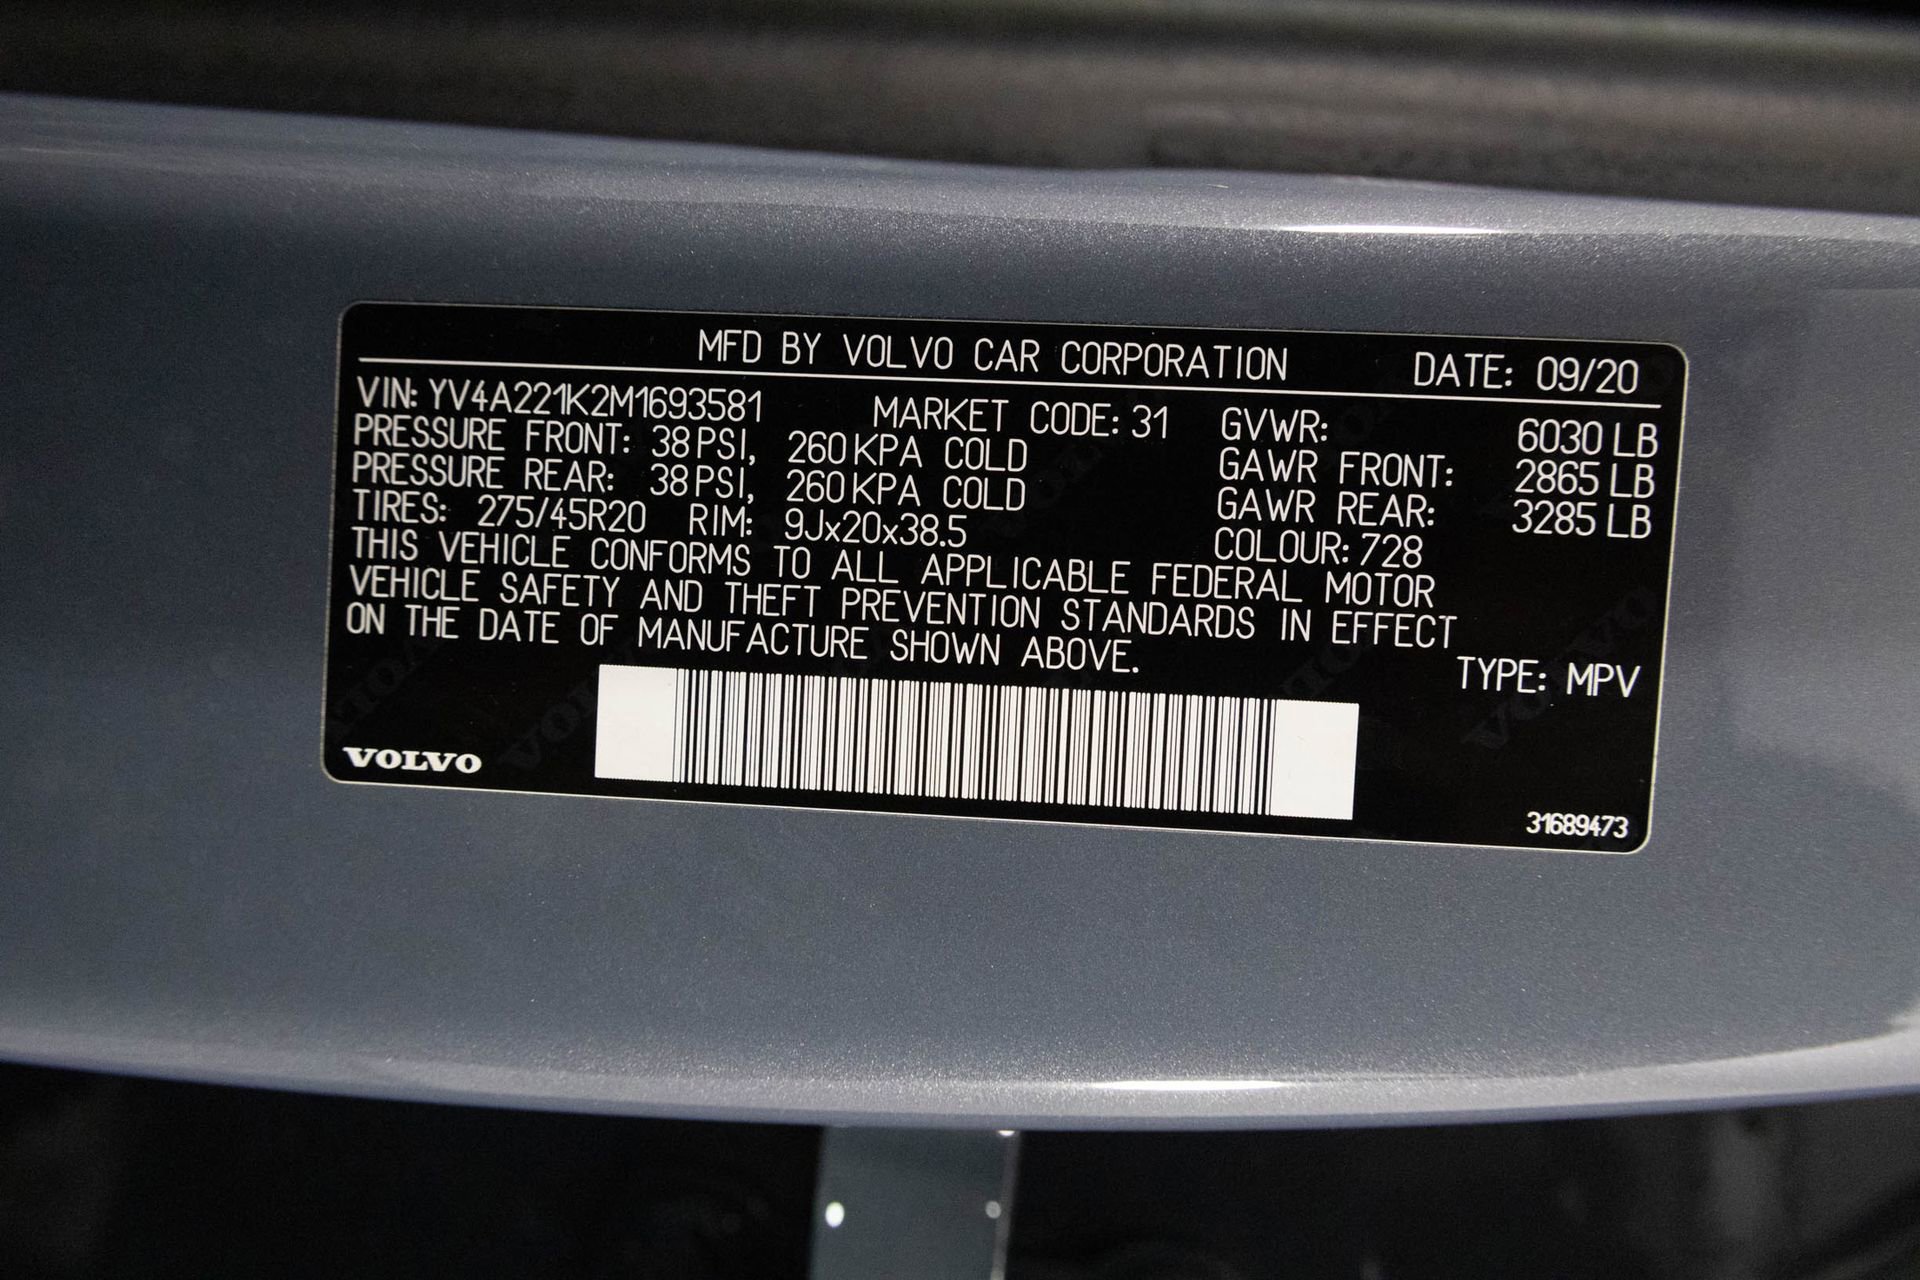 MFD BY VOLVO CAR CORPORATION DATE: 09/20
VIN: YV4A221K2M1693581 MARKET CODE: 31 GVWR: 6030 LB
PRESSURE FRONT: 38 PSI, 260 KPA COLD GAWR FRONT: 2865 LB
PRESSURE REAR: 38 PSI, 260 KPA COLD GAWR REAR: 3285 LB
TIRES: 275/45R20 RIM: 9Jx20x38.5 COLOUR: 728
THIS VEHICLE CONFORMS TO ALL APPLICABLE FEDERAL MOTOR
VEHICLE SAFETY AND THEFT PREVENTION STANDARDS IN EFFECT
ON THE DATE OF MANUFACTURE SHOWN ABOVE.
TYPE: MPV
VOLVO
31689473